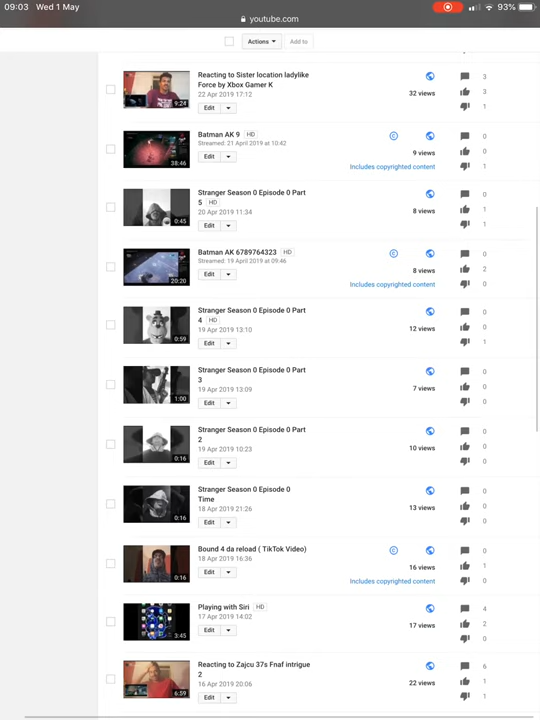 09:03 Wed 1 May
93%
youtube.com
Actions Add to
Reacting to Sister location ladylike
Force by Xbox Gamer K
22 Apr 2019 17:12
Edit
9:24
32 views
3
3
1
Batman AK 9 HD
Streamed: 21 April 2019 at 10:42
Edit
38:46
9 views
Includes copyrighted content
0
0
1
Stranger Season 0 Episode 0 Part
5 HD
20 Apr 2019 11:34
Edit
0:45
8 views
0
1
1
Batman AK 6789764323 HD
Streamed: 19 April 2019 at 09:46
Edit
20:20
8 views
Includes copyrighted content
0
2
0
Stranger Season 0 Episode 0 Part
4 HD
19 Apr 2019 13:10
Edit
0:59
12 views
0
0
1
Stranger Season 0 Episode 0 Part
3
19 Apr 2019 13:09
Edit
1:00
7 views
0
0
0
Stranger Season 0 Episode 0 Part
2
19 Apr 2019 10:23
Edit
0:16
10 views
0
0
0
Stranger Season 0 Episode 0
Time
18 Apr 2019 21:26
Edit
0:16
13 views
0
0
0
Bound 4 da reload ( TikTok Video)
18 Apr 2019 16:36
Edit
0:16
16 views
Includes copyrighted content
0
1
0
Playing with Siri HD
17 Apr 2019 14:02
Edit
3:45
17 views
4
2
0
Reacting to Zajcu 37s Fnaf intrigue
2
16 Apr 2019 20:06
Edit
6:59
22 views
6
1
1